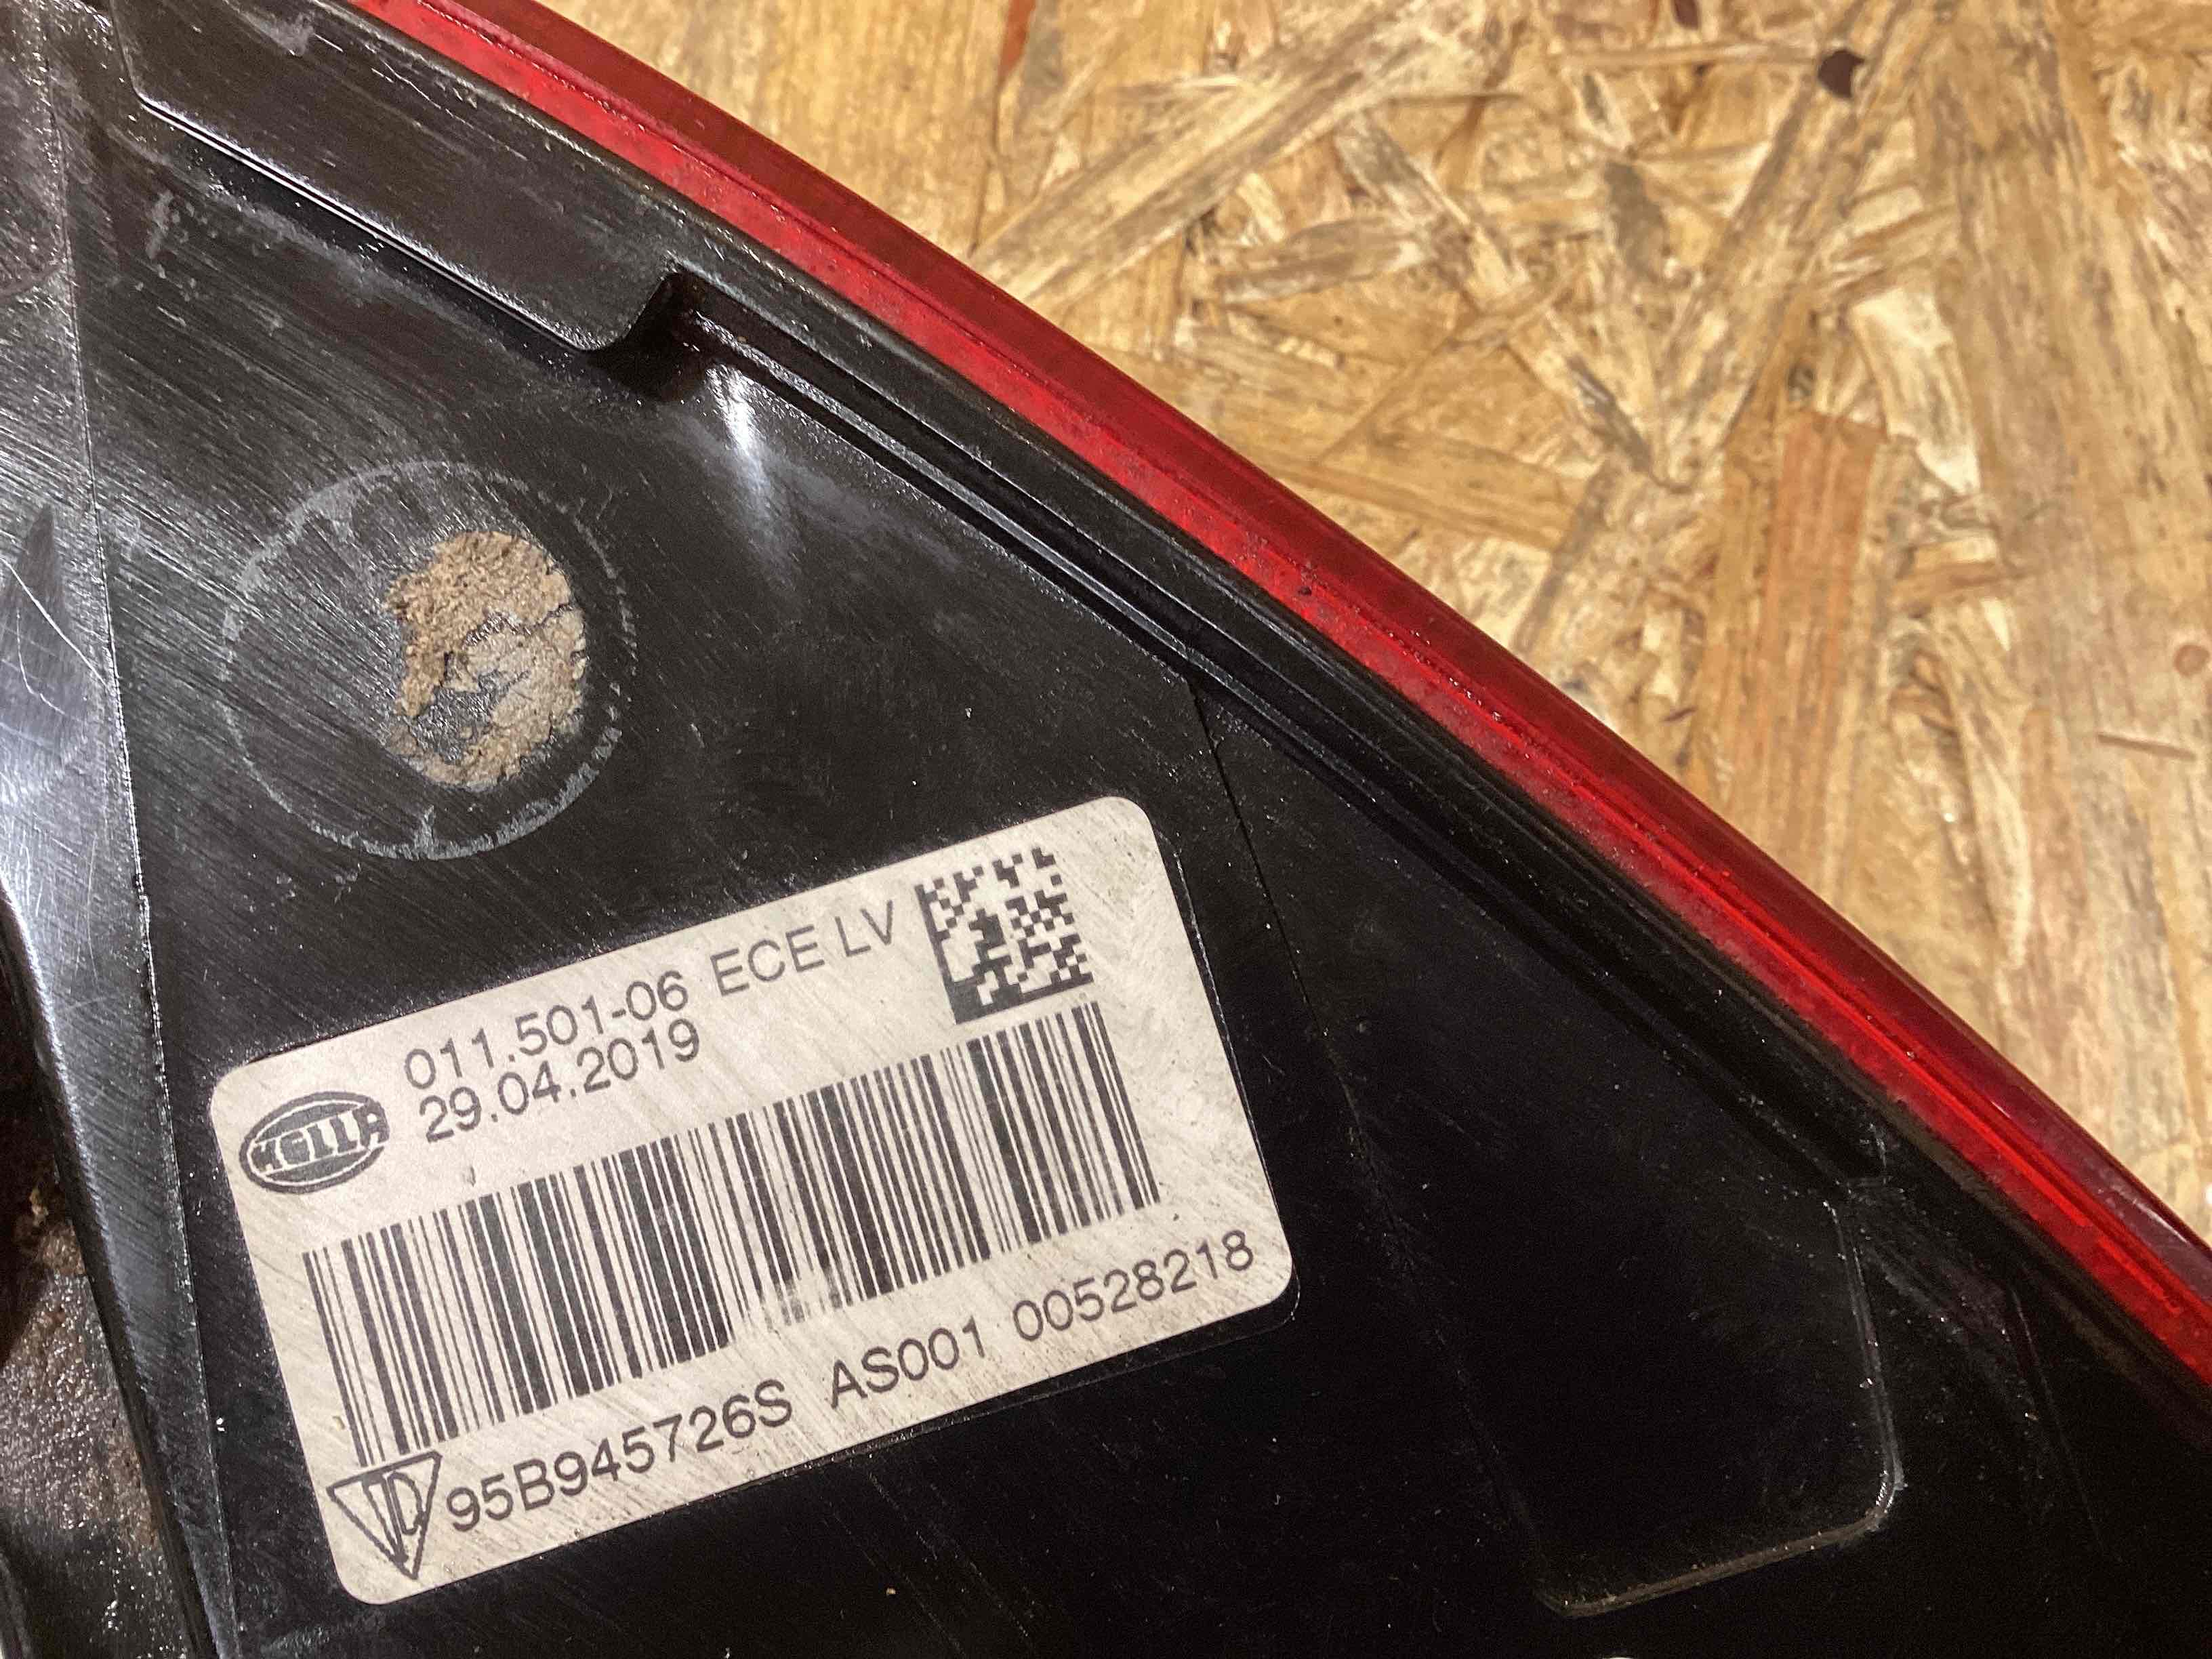 011.501-06 ECE LV
29.04.2019
HELLA
95B945726S AS001 00528218